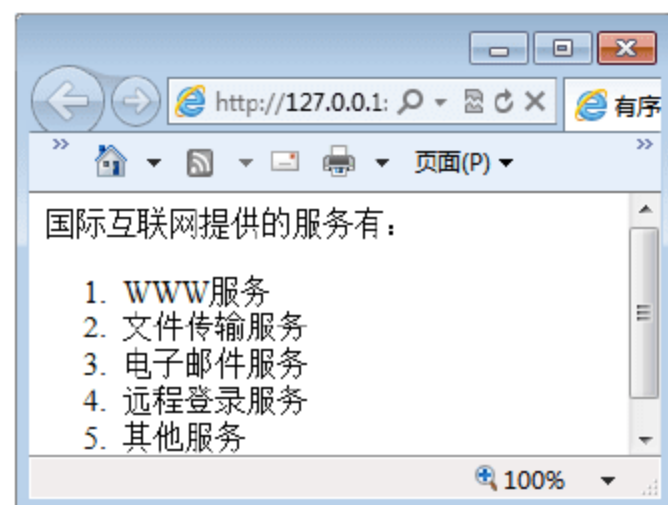 http://127.0.0.1:
有序
页面(P)
国际互联网提供的服务有：
1. WWW服务
2. 文件传输服务
3. 电子邮件服务
4. 远程登录服务
5. 其他服务
100%